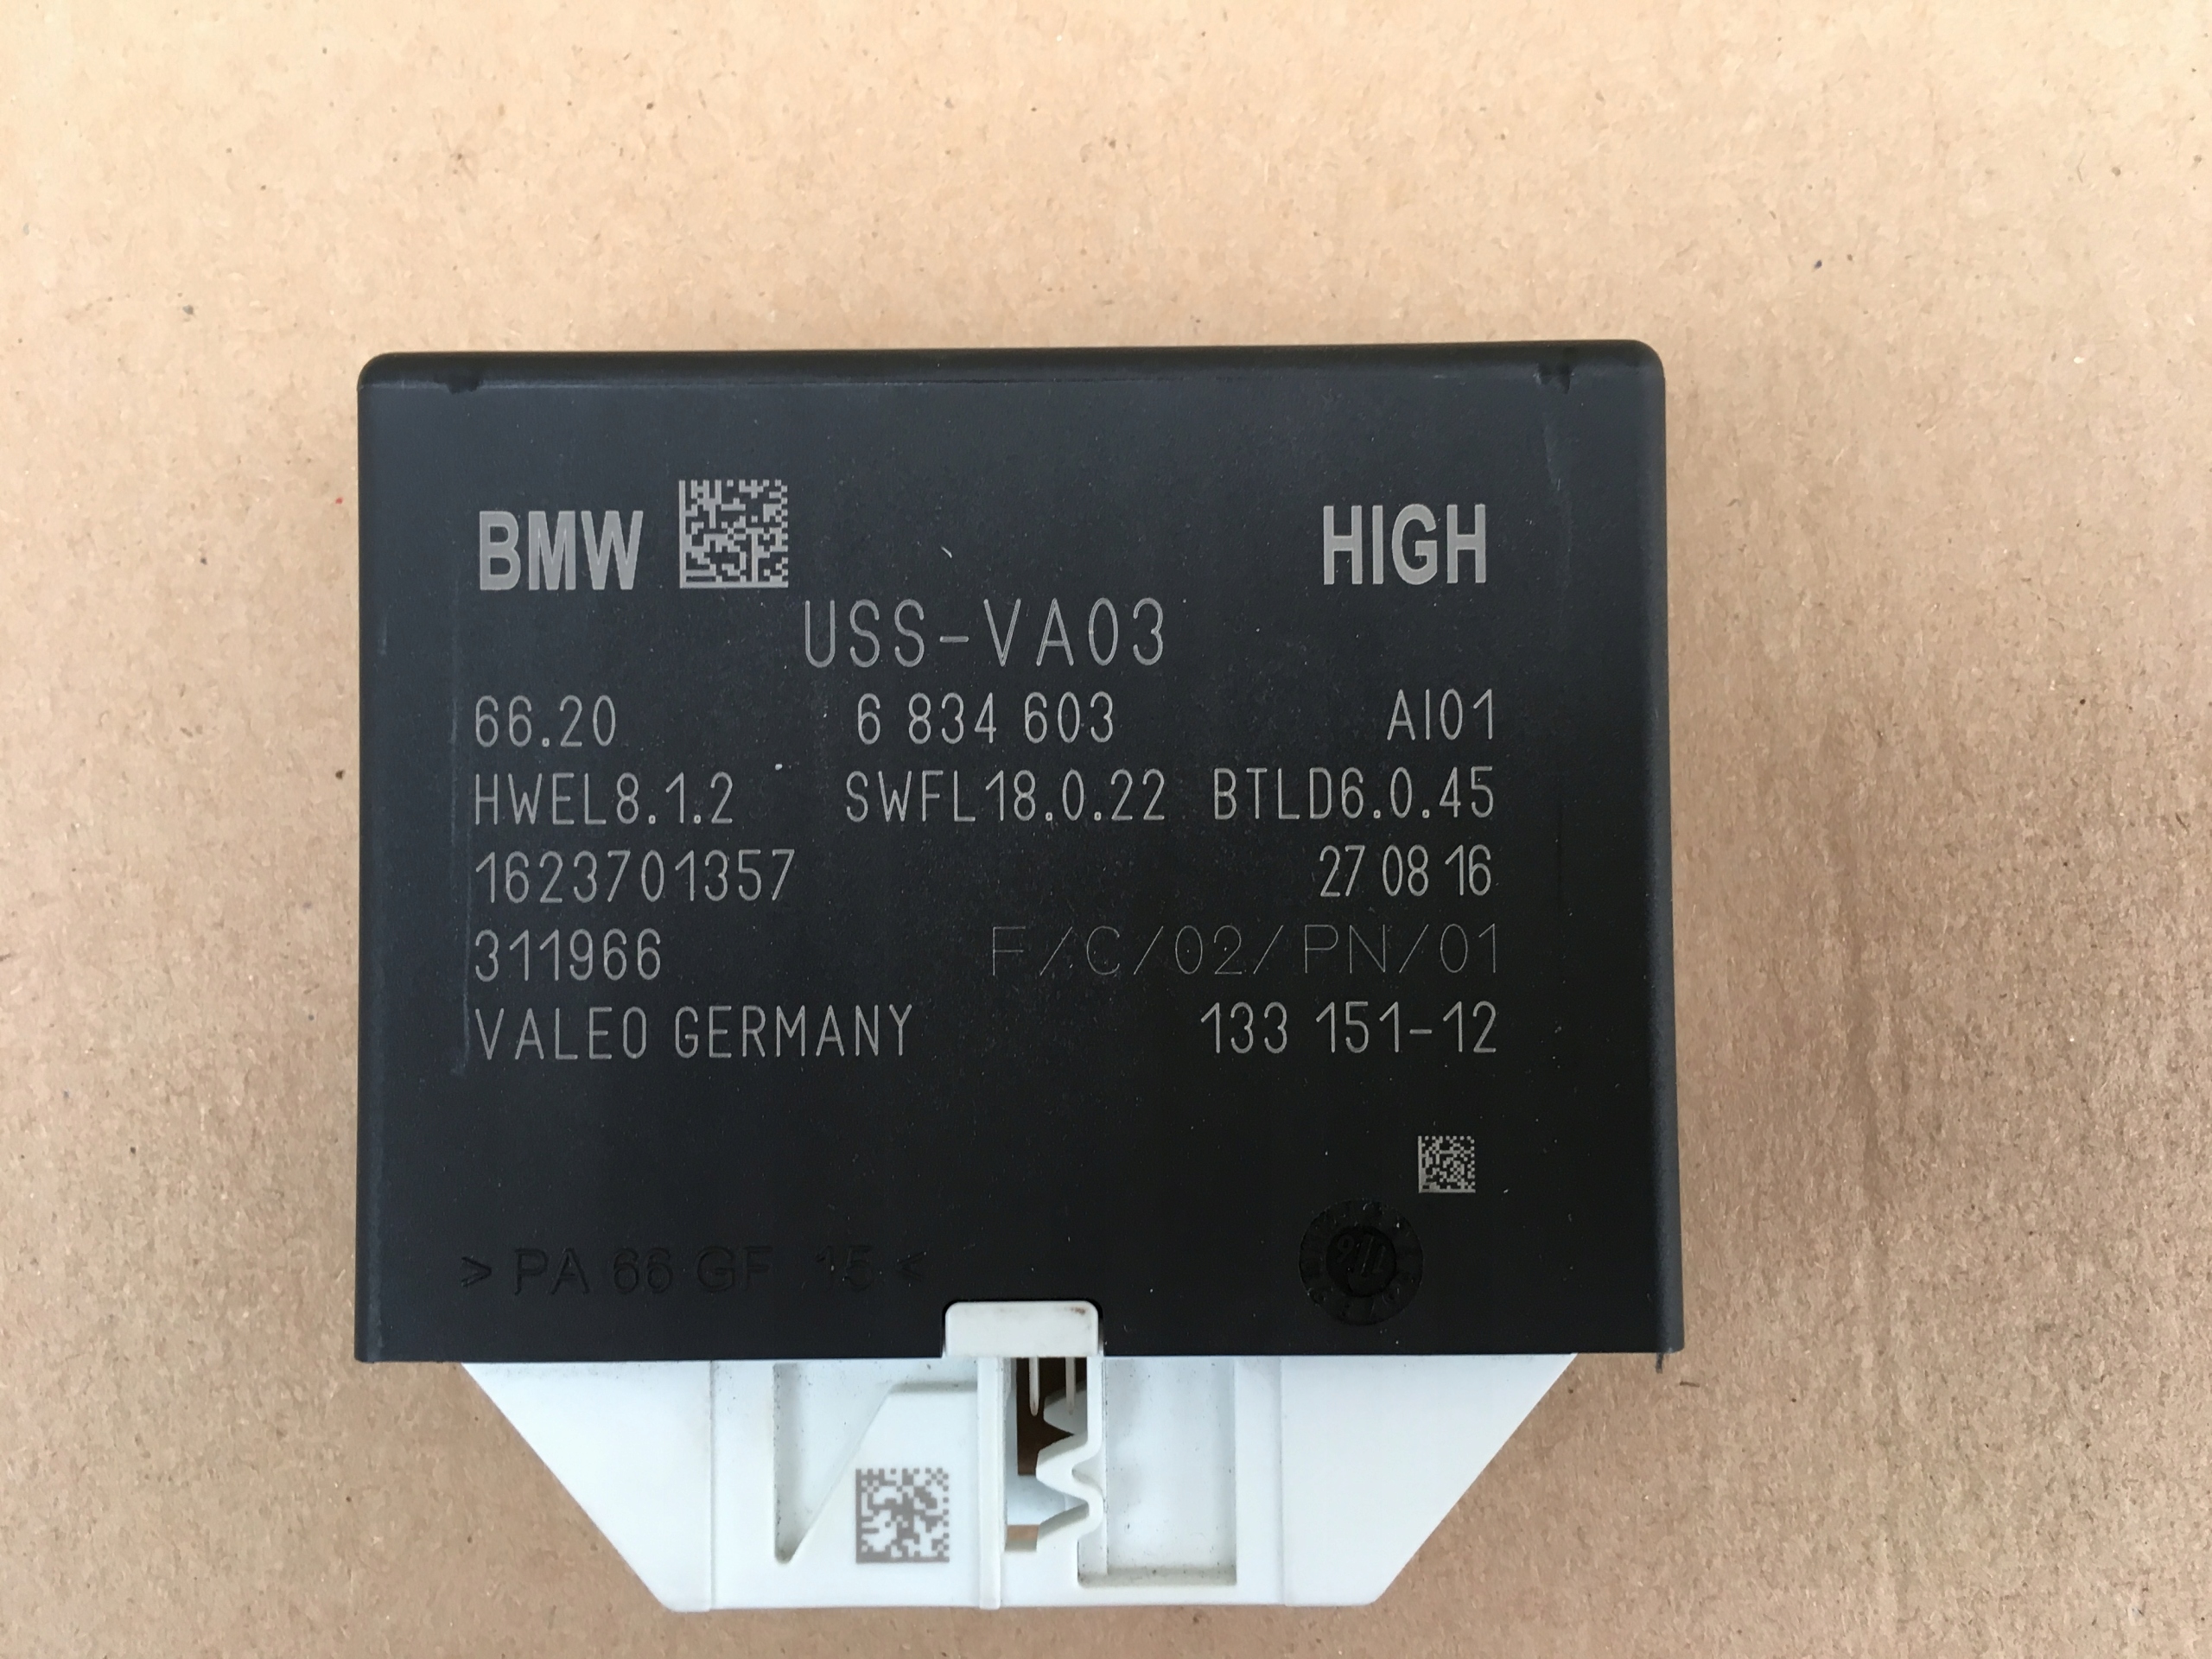 BMW HIGH
USS-VA03
66.20 6 834 603 AI01
HWEL8.1.2 SWFL18.0.22 BTLD6.0.45
1623701357 27 08 16
311966 F/C/02/PN/01
VALEO GERMANY 133 151-12
> PA 66 GF 15 <